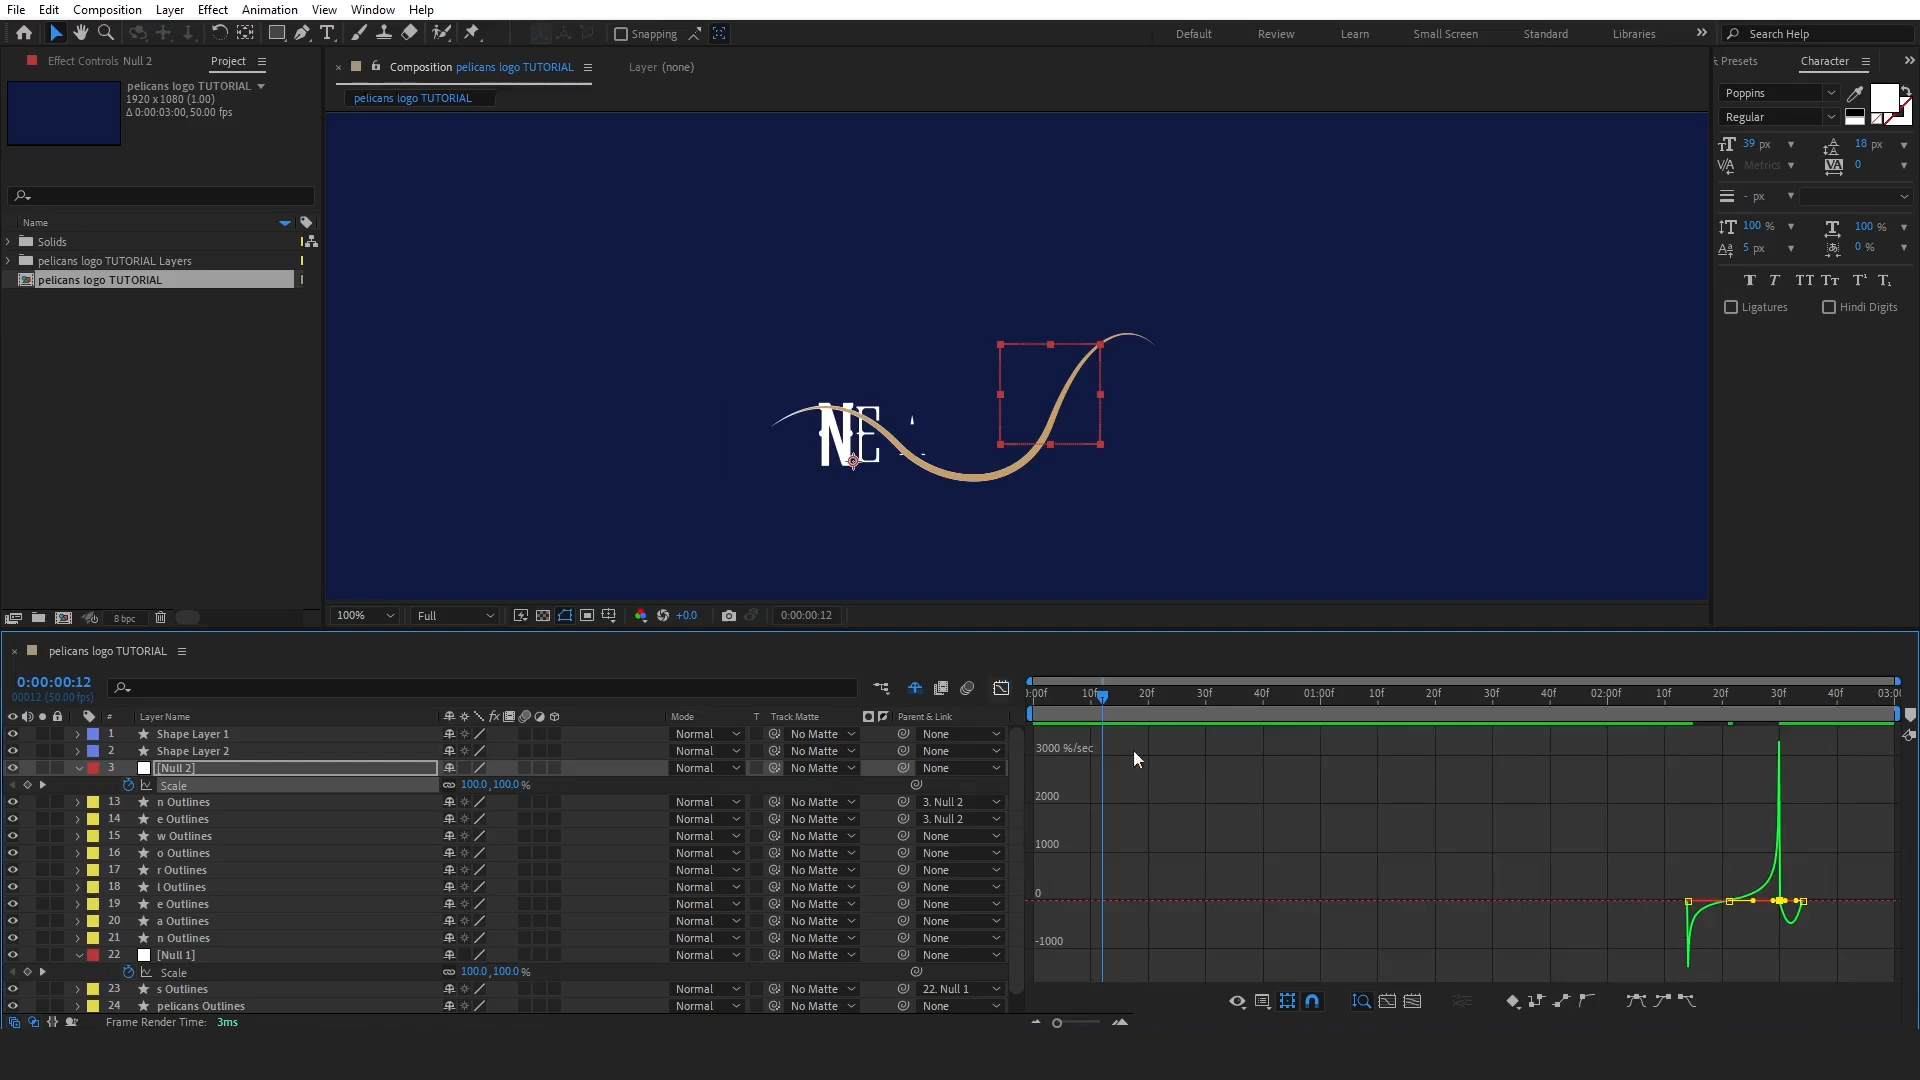 File Edit Composition Layer Effect Animation View Window Help
Snapping
Default Review Learn Small Screen Standard Libraries
Search Help
Effect Controls Null 2
Project
pelicans logo TUTORIAL
1920 x 1080 (1.00)
Δ 0:00:03:00, 50.00 fps
Name
Solids
pelicans logo TUTORIAL Layers
pelicans logo TUTORIAL
8 bpc
Composition pelicans logo TUTORIAL
Layer (none)
pelicans logo TUTORIAL
NE
100%
Full
+0.0
0:00:00:12
Presets
Character
Poppins
Regular
39 px
18 px
Metrics
0
- px
100 %
100 %
5 px
0 %
Ligatures
Hindi Digits
pelicans logo TUTORIAL
0:00:00:12
00012 (50.00 fps)
# Layer Name Mode T Track Matte Parent & Link
1 Shape Layer 1 Normal No Matte None
2 Shape Layer 2 Normal No Matte None
3 [Null 2] Normal No Matte None
Scale 100.0, 100.0 %
13 n Outlines Normal No Matte 3. Null 2
14 e Outlines Normal No Matte 3. Null 2
15 w Outlines Normal No Matte None
16 o Outlines Normal No Matte None
17 r Outlines Normal No Matte None
18 l Outlines Normal No Matte None
19 e Outlines Normal No Matte None
20 a Outlines Normal No Matte None
21 n Outlines Normal No Matte None
22 [Null 1] Normal No Matte None
Scale 100.0, 100.0 %
23 s Outlines Normal No Matte 22. Null 1
24 pelicans Outlines Normal No Matte None
Frame Render Time: 3ms
:00f 10f 20f 30f 40f 01:00f 10f 20f 30f 40f 02:00f 10f 20f 30f 40f 03:0
3000 %/sec
2000
1000
0
-1000